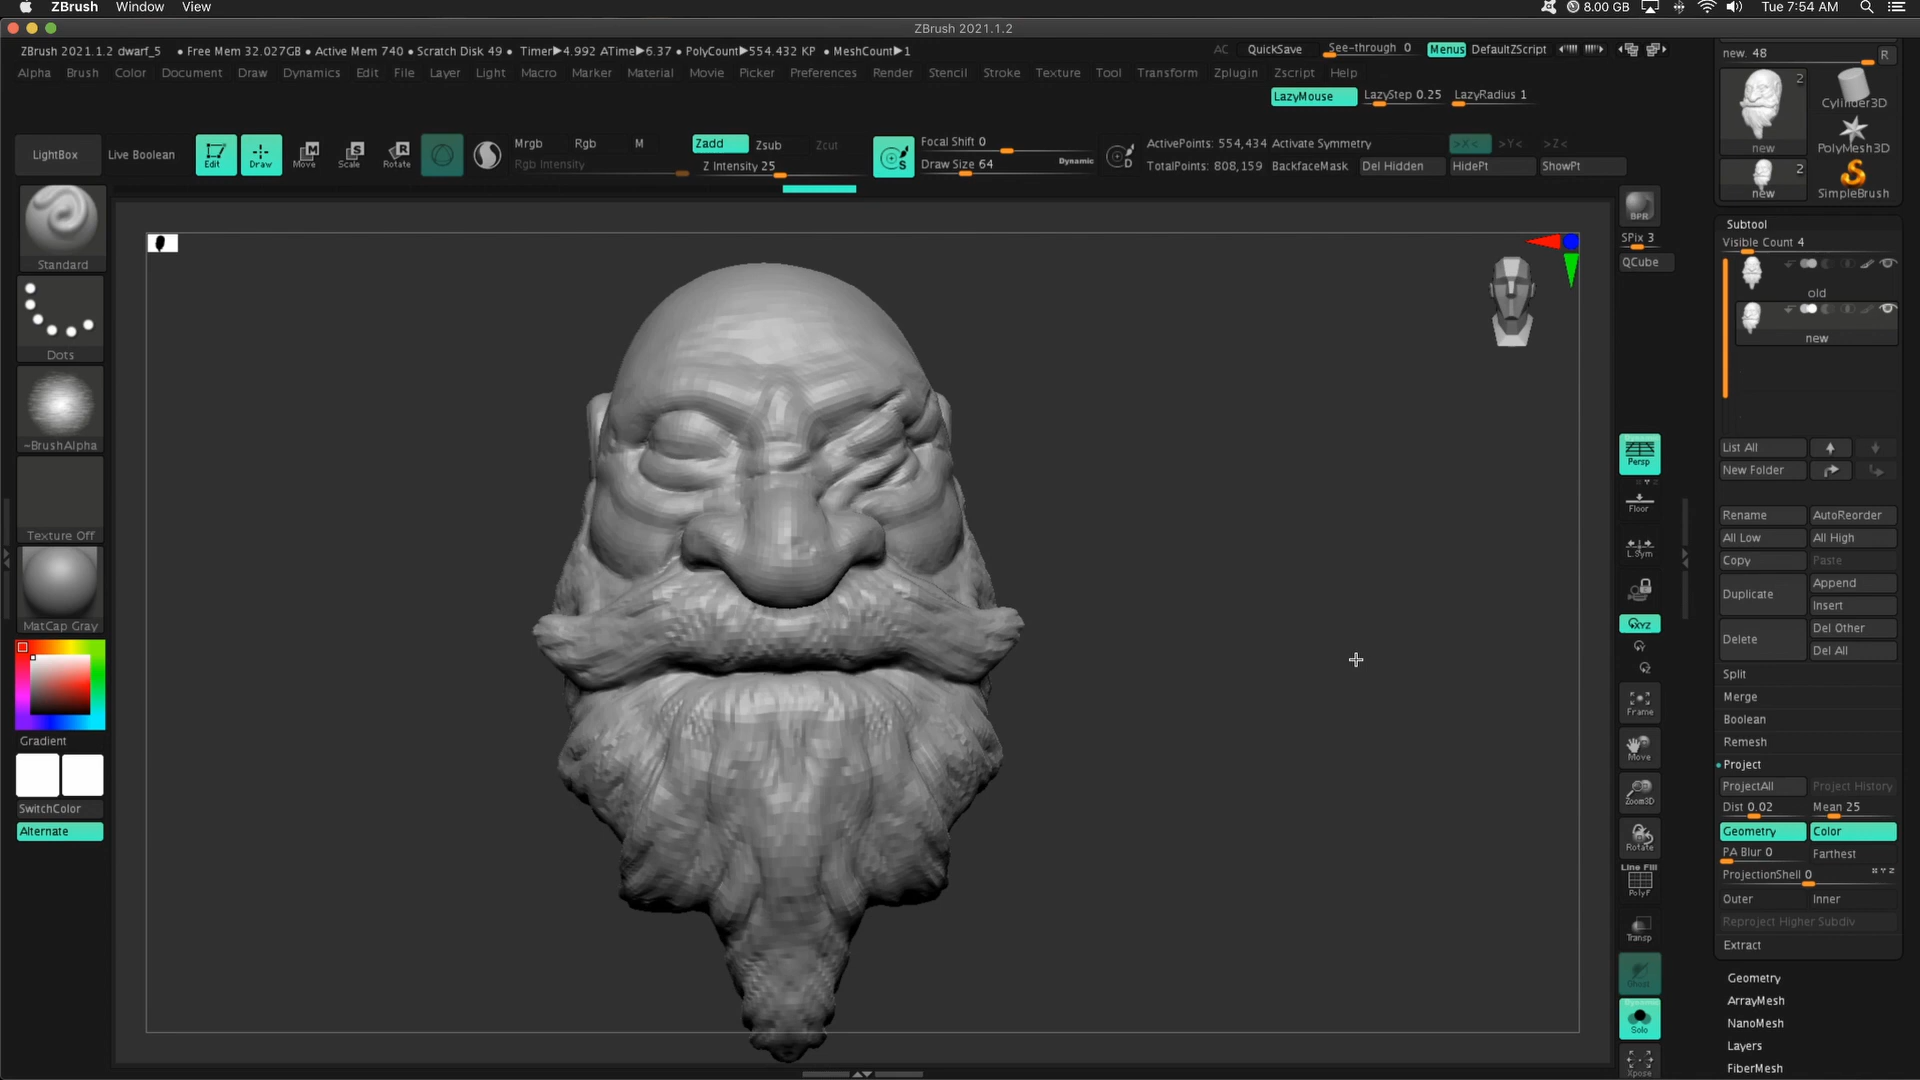 ZBrush Window View 8.00 GB Tue 7:54 AM
ZBrush 2021.1.2
ZBrush 2021.1.2 dwarf_5 • Free Mem 32.027GB • Active Mem 740 • Scratch Disk 49 • Timer▶4.992 ATime▶6.37 • PolyCount▶554.432 KP • MeshCount▶1 AC QuickSave See-through 0 Menus DefaultZScript
Alpha Brush Color Document Draw Dynamics Edit File Layer Light Macro Marker Material Movie Picker Preferences Render Stencil Stroke Texture Tool Transform Zplugin Zscript Help
LazyMouse LazyStep 0.25 LazyRadius 1
LightBox Live Boolean Edit Draw Move Scale Rotate
Mrgb Rgb M
Rgb Intensity
Zadd Zsub Zcut
Z Intensity 25
S
Focal Shift 0
Draw Size 64 Dynamic
D
ActivePoints: 554,434 Activate Symmetry >X< >Y< >Z<
TotalPoints: 808,159 BackfaceMask Del Hidden HidePt ShowPt
Standard
Dots
~BrushAlpha
Texture Off
MatCap Gray
Gradient
SwitchColor
Alternate
BPR
SPix 3
QCube
Persp
Floor
L.Sym
XYZ
Frame
Move
Zoom3D
Rotate
Line Fill
PolyF
Transp
Ghost
Dynamic
Solo
Xpose
new. 48 R
2
new
Cylinder3D
PolyMesh3D
2
new
SimpleBrush
Subtool
Visible Count 4
old
new
List All
New Folder
Rename AutoReorder
All Low All High
Copy Paste
Duplicate Append
Insert
Delete Del Other
Del All
Split
Merge
Boolean
Remesh
Project
ProjectAll Project History
Dist 0.02 Mean 25
Geometry Color
PA Blur 0 Farthest
ProjectionShell 0 X Y Z
Outer Inner
Reproject Higher Subdiv
Extract
Geometry
ArrayMesh
NanoMesh
Layers
FiberMesh